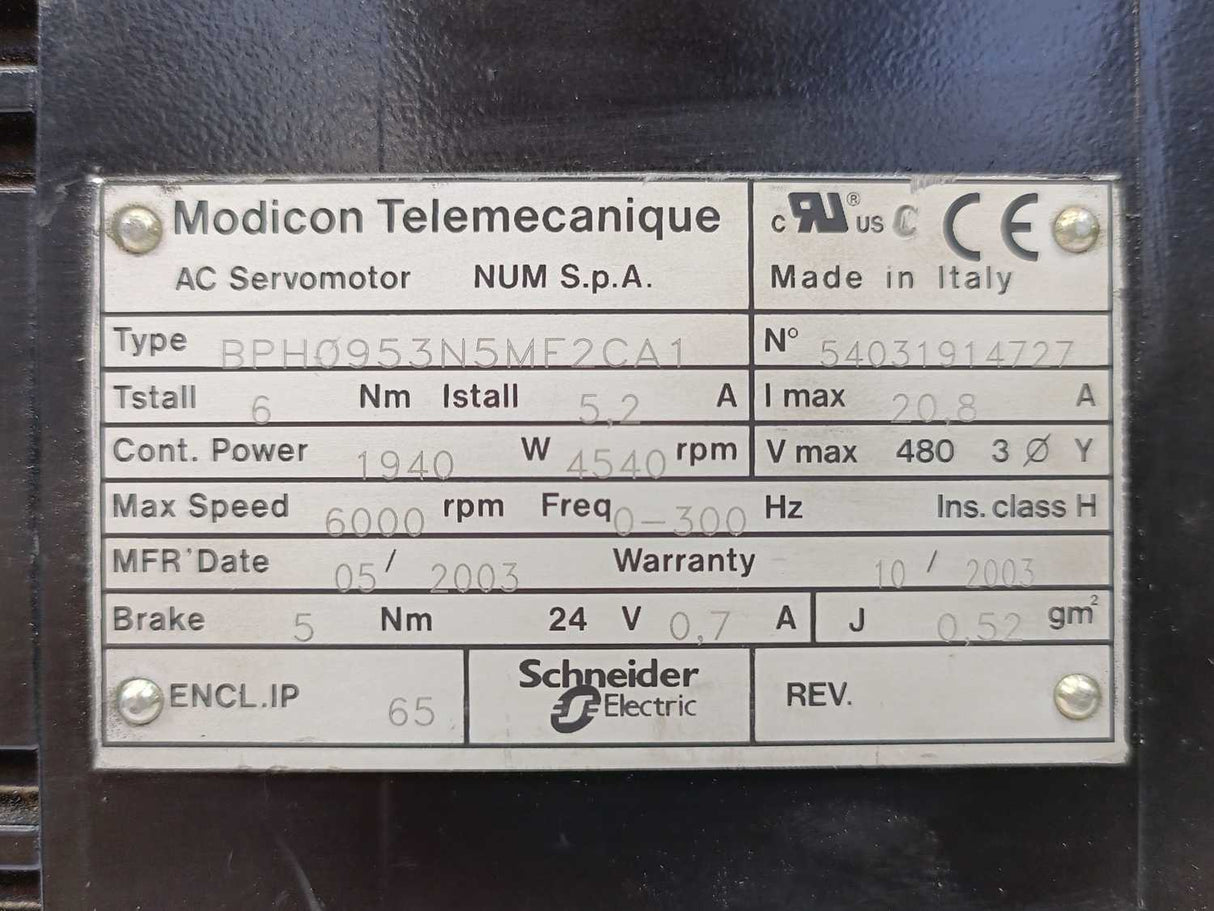 Modicon Telemecanique
AC Servomotor NUM S.p.A.
c RU ® US C CE
Made in Italy
Type BPH0953N5MF2CA1 N° 54031914727
Tstall 6 Nm Istall 5,2 A I max 20,8 A
Cont. Power 1940 W 4540 rpm V max 480 3 Ø Y
Max Speed 6000 rpm Freq 0-300 Hz Ins. class H
MFR'Date 05 / 2003 Warranty 10 / 2003
Brake 5 Nm 24 V 0,7 A J 0,52 gm²
ENCL.IP 65 Schneider Electric REV.